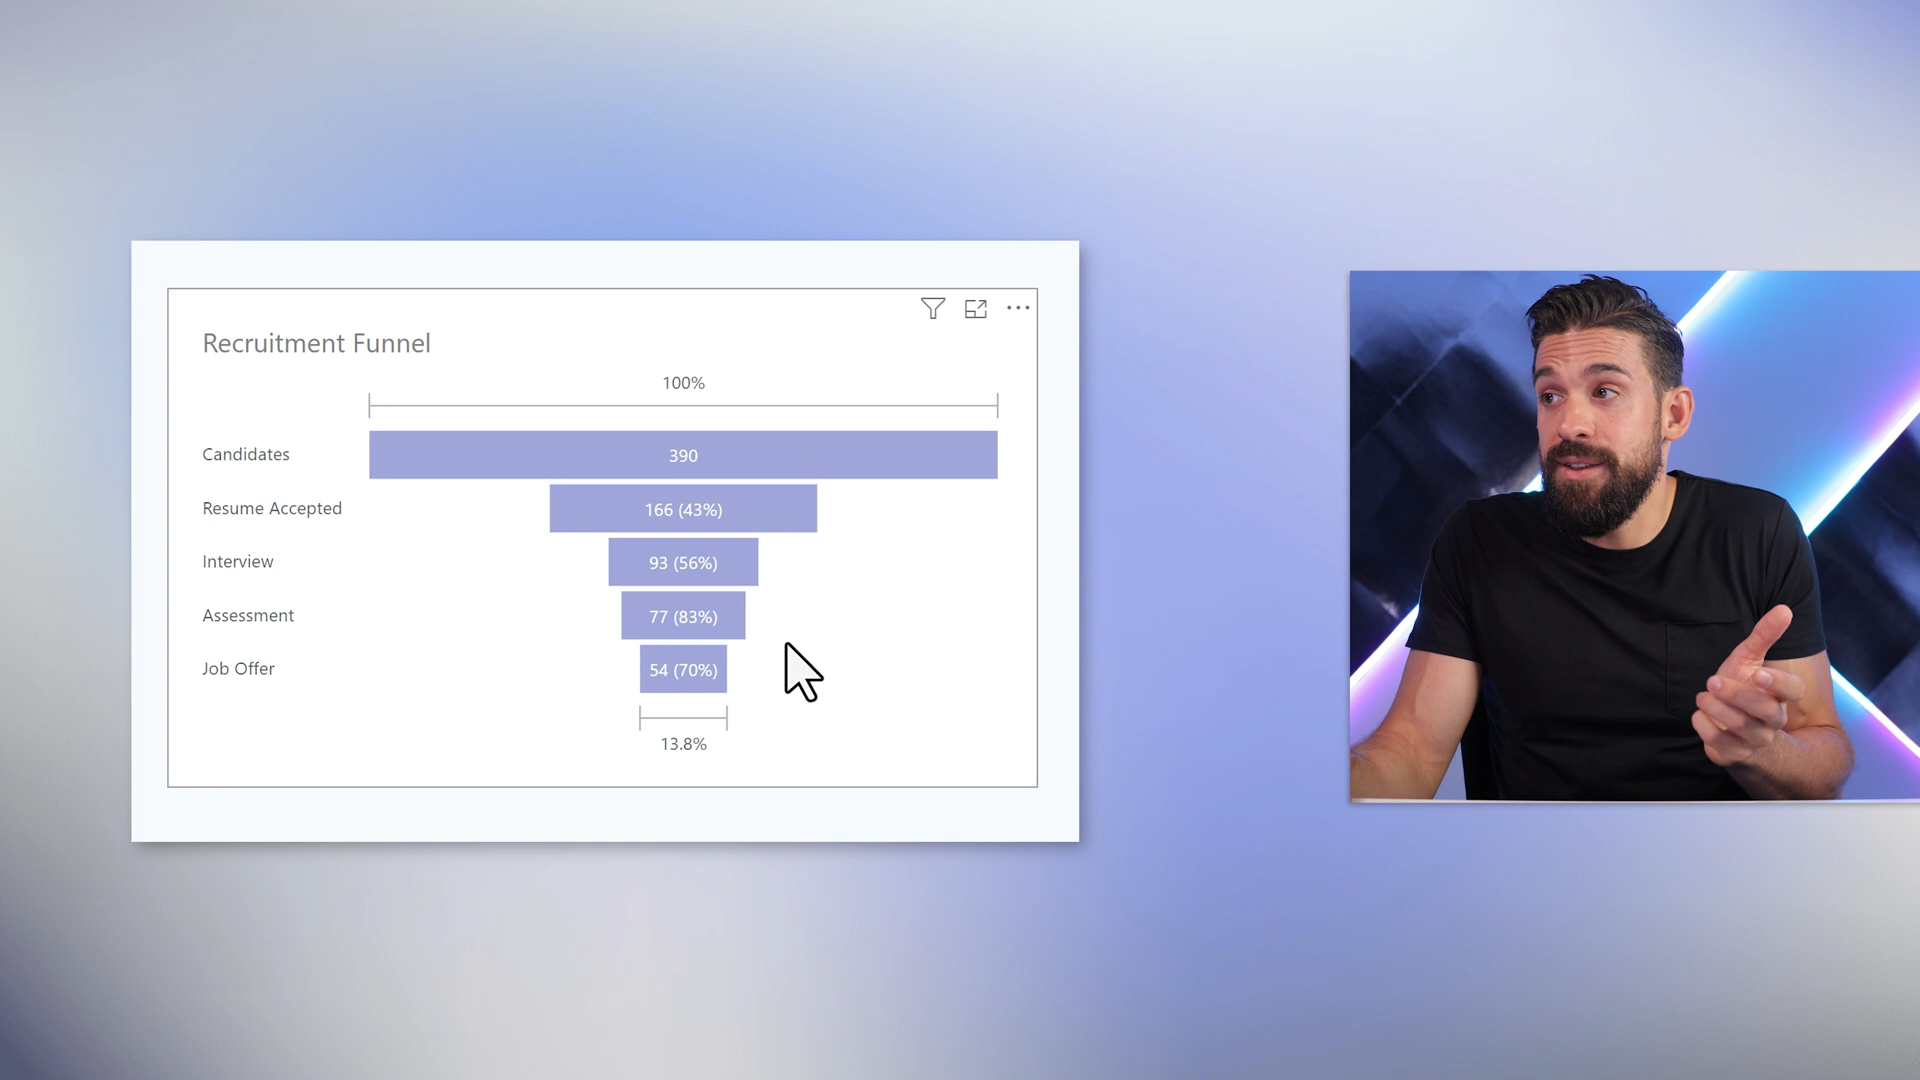 Recruitment Funnel
100%
Candidates
390
Resume Accepted
166 (43%)
Interview
93 (56%)
Assessment
77 (83%)
Job Offer
54 (70%)
13.8%